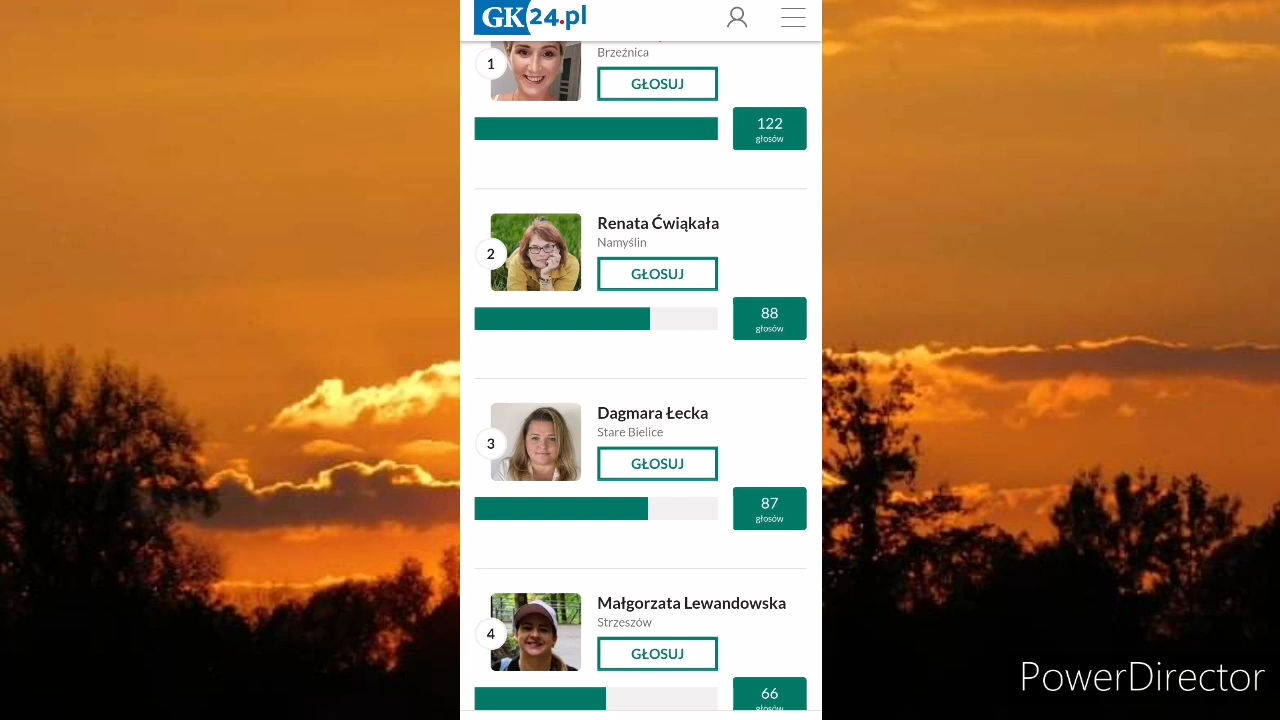 GK24.pl
1
Brzeźnica
GŁOSUJ
122
głosów
2
Renata Ćwiąkała
Namyślin
GŁOSUJ
88
głosów
3
Dagmara Łecka
Stare Bielice
GŁOSUJ
87
głosów
4
Małgorzata Lewandowska
Strzeszów
GŁOSUJ
66
głosów
PowerDirector